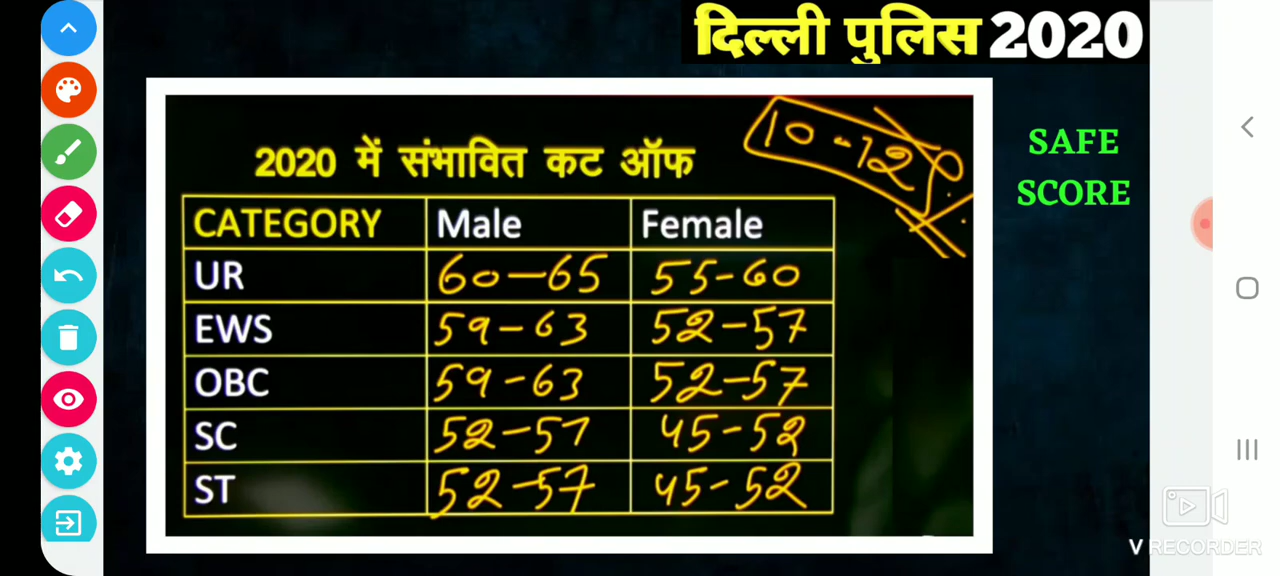 दिल्ली पुलिस 2020
2020 में संभावित कट ऑफ
10-12
SAFE
SCORE
CATEGORY Male Female
UR 60-65 55-60
EWS 59-63 52-57
OBC 59-63 52-57
SC 52-57 45-52
ST 52-57 45-52
V RECORDER